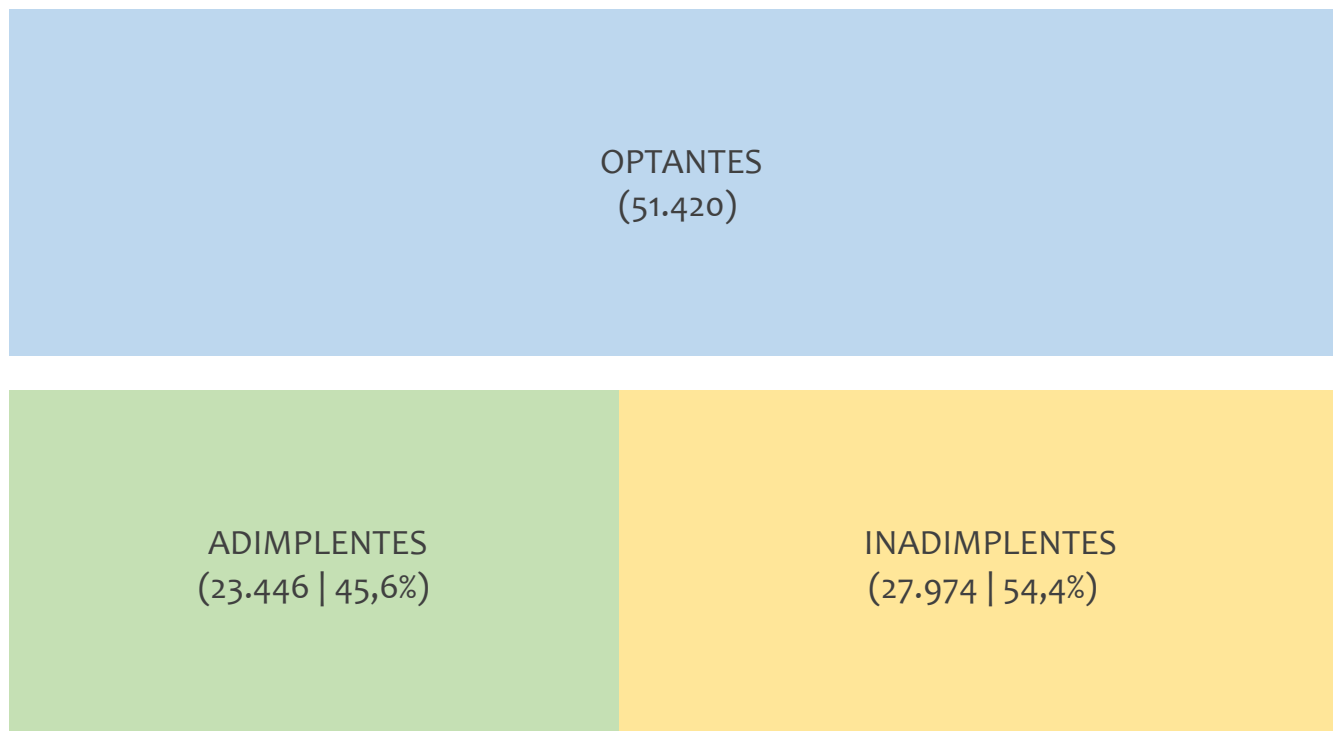 OPTANTES
(51.420)
ADIMPLENTES
(23.446 | 45,6%)
INADIMPLENTES
(27.974 | 54,4%)